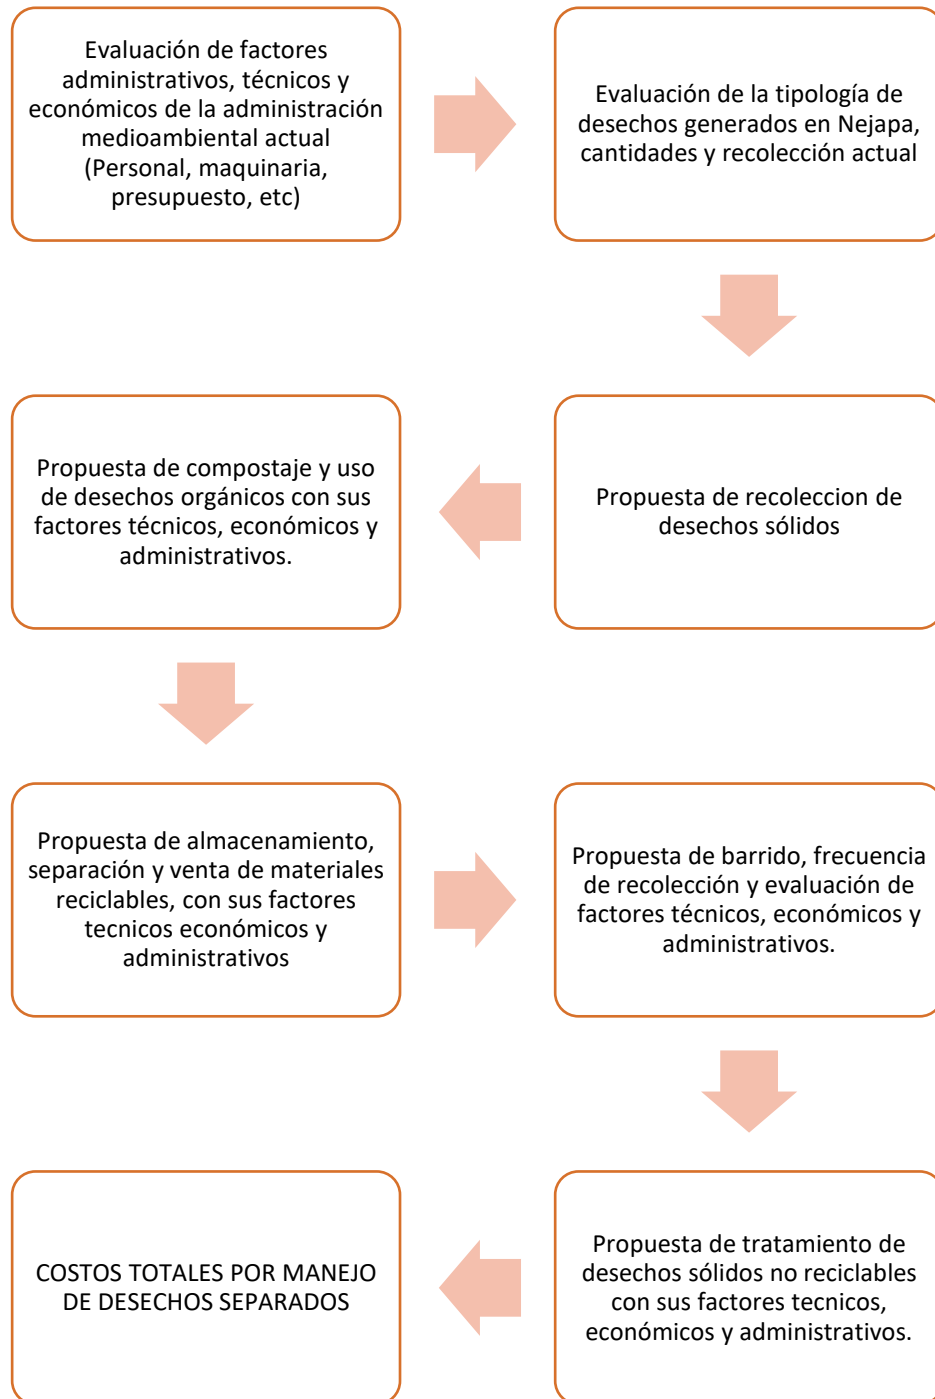 Evaluación de factores
administrativos, técnicos y
económicos de la administración
medioambiental actual
(Personal, maquinaria,
presupuesto, etc)
Evaluación de la tipología de
desechos generados en Nejapa,
cantidades y recolección actual
Propuesta de recoleccion de
desechos sólidos
Propuesta de compostaje y uso
de desechos orgánicos con sus
factores técnicos, económicos y
administrativos.
Propuesta de almacenamiento,
separación y venta de materiales
reciclables, con sus factores
tecnicos económicos y
administrativos
Propuesta de barrido, frecuencia
de recolección y evaluación de
factores técnicos, económicos y
administrativos.
Propuesta de tratamiento de
desechos sólidos no reciclables
con sus factores tecnicos,
económicos y administrativos.
COSTOS TOTALES POR MANEJO
DE DESECHOS SEPARADOS